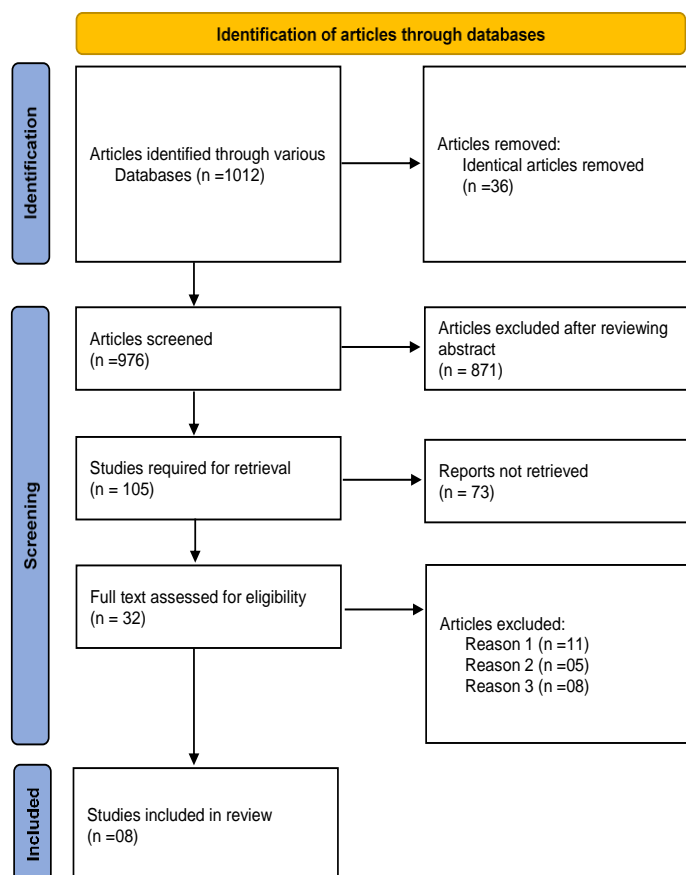 Identification of articles through databases
Identification
Articles identified through various
Databases (n =1012)
Articles removed:
Identical articles removed
(n =36)
Screening
Articles screened
(n =976)
Articles excluded after reviewing
abstract
(n = 871)
Studies required for retrieval
(n = 105)
Reports not retrieved
(n = 73)
Full text assessed for eligibility
(n = 32)
Articles excluded:
Reason 1 (n =11)
Reason 2 (n =05)
Reason 3 (n =08)
Included
Studies included in review
(n =08)